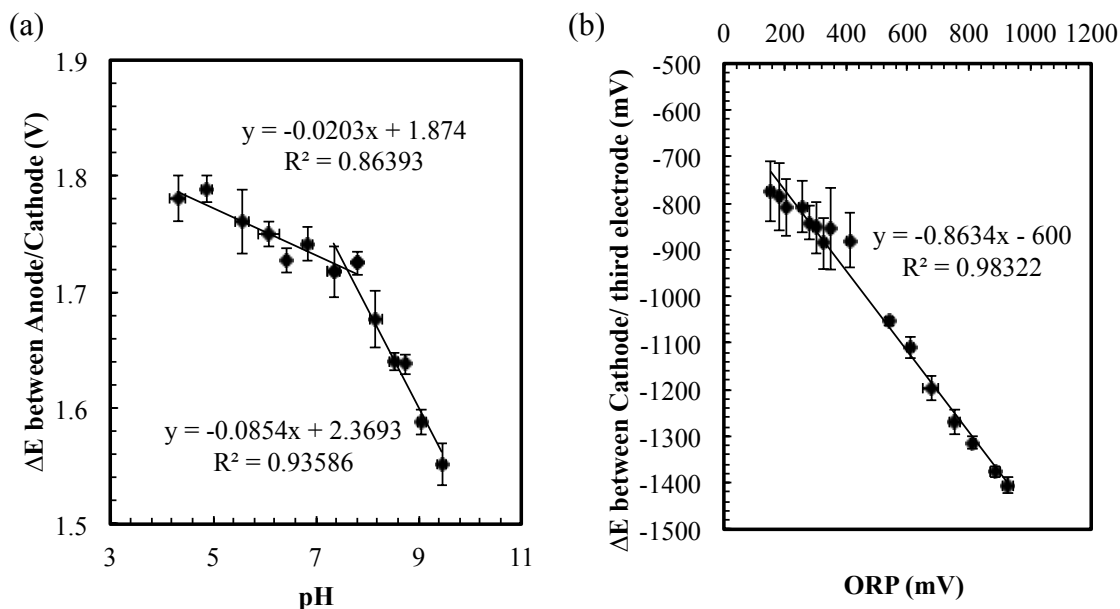 (a)
ΔE between Anode/Cathode (V)
1.9
1.8
1.7
1.6
1.5
y = -0.0203x + 1.874
R² = 0.86393
y = -0.0854x + 2.3693
R² = 0.93586
3 5 7 9 11
pH
(b)
0 200 400 600 800 1000 1200
ΔE between Cathode/ third electrode (mV)
-500
-600
-700
-800
-900
-1000
-1100
-1200
-1300
-1400
-1500
y = -0.8634x - 600
R² = 0.98322
ORP (mV)